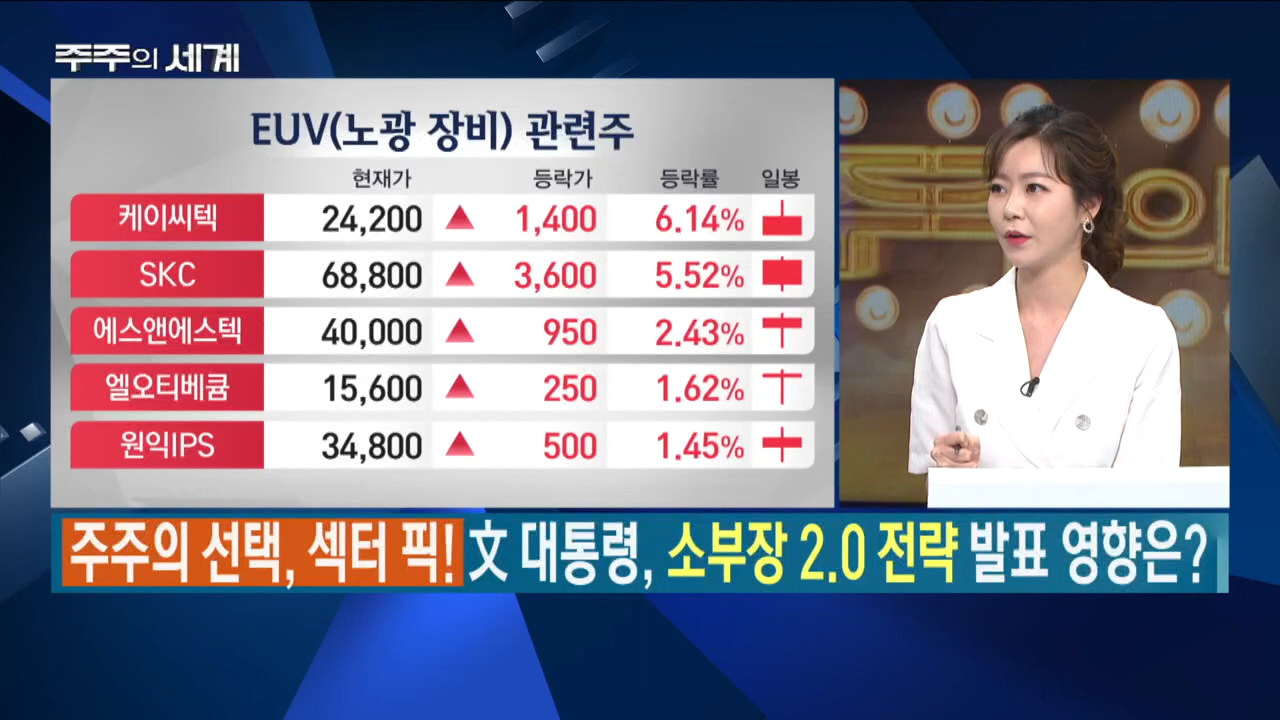 주주의 세계
EUV(노광 장비) 관련주
현재가 등락가 등락률 일봉
케이씨텍 24,200 ▲ 1,400 6.14%
SKC 68,800 ▲ 3,600 5.52%
에스앤에스텍 40,000 ▲ 950 2.43%
엘오티베큠 15,600 ▲ 250 1.62%
원익IPS 34,800 ▲ 500 1.45%
주주의 선택, 섹터 픽! 文 대통령, 소부장 2.0 전략 발표 영향은?